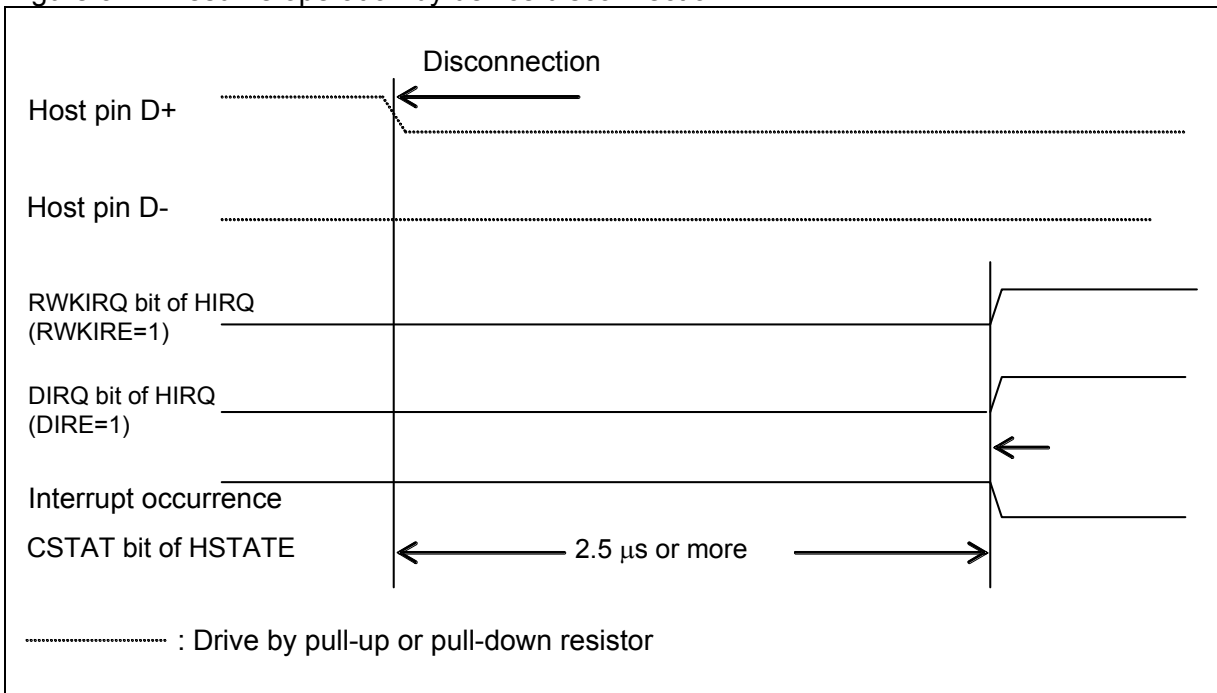 Disconnection
Host pin D+
Host pin D-
RWKIRQ bit of HIRQ
(RWKIRE=1)
DIRQ bit of HIRQ
(DIRE=1)
Interrupt occurrence
CSTAT bit of HSTATE
2.5 μs or more
: Drive by pull-up or pull-down resistor